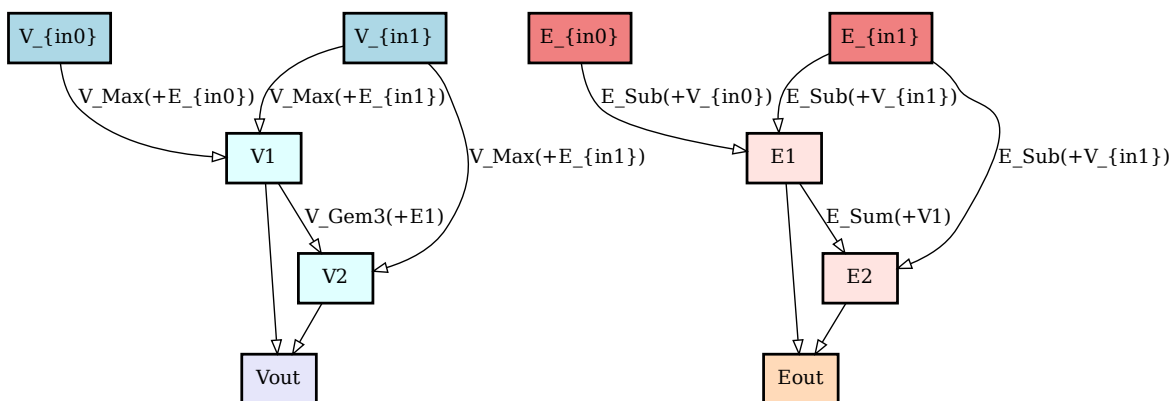 V_{in0}
V_{in1}
E_{in0}
E_{in1}
V_Max(+E_{in0})
V_Max(+E_{in1})
E_Sub(+V_{in0})
E_Sub(+V_{in1})
V1
V_Max(+E_{in1})
E1
E_Sub(+V_{in1})
V_Gem3(+E1)
E_Sum(+V1)
V2
E2
Vout
Eout